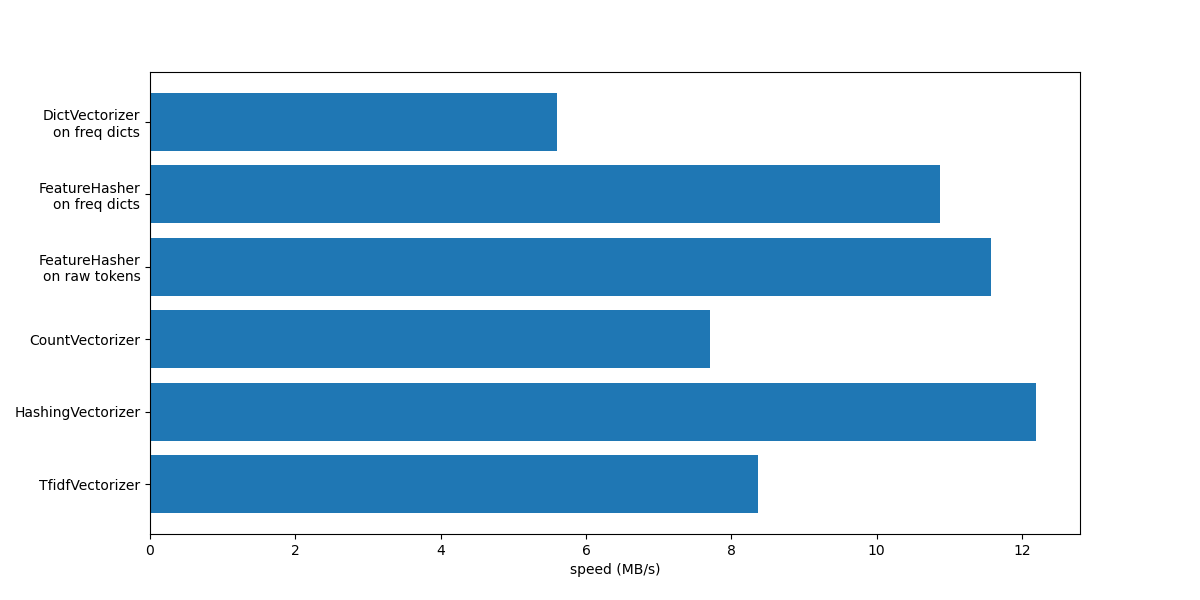 DictVectorizer
on freq dicts
FeatureHasher
on freq dicts
FeatureHasher
on raw tokens
CountVectorizer
HashingVectorizer
TfidfVectorizer
0 2 4 6 8 10 12
speed (MB/s)